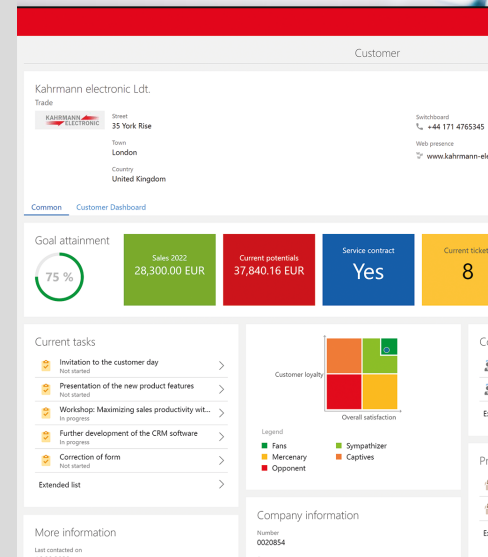 Customer
Kahrmann electronic Ldt.
Trade
KAHRMANN
ELECTRONIC
Street
35 York Rise
Town
London
Country
United Kingdom
Switchboard
+44 171 4765345
Web presence
www.kahrmann-ele
Common Customer Dashboard
Goal attainment
75 %
Sales 2022
28,300.00 EUR
Current potentials
37,840.16 EUR
Service contract
Yes
Current ticket
8
Current tasks
Invitation to the customer day
Not started
Presentation of the new product features
Not started
Workshop: Maximizing sales productivity wit...
In progress
Further development of the CRM software
In progress
Correction of form
Not started
Extended list
Customer loyalty
Overall satisfaction
Legend
Fans Sympathizer
Mercenary Captives
Opponent
Company information
Number
0020854
Co
E
Pr
E
More information
Last contacted on